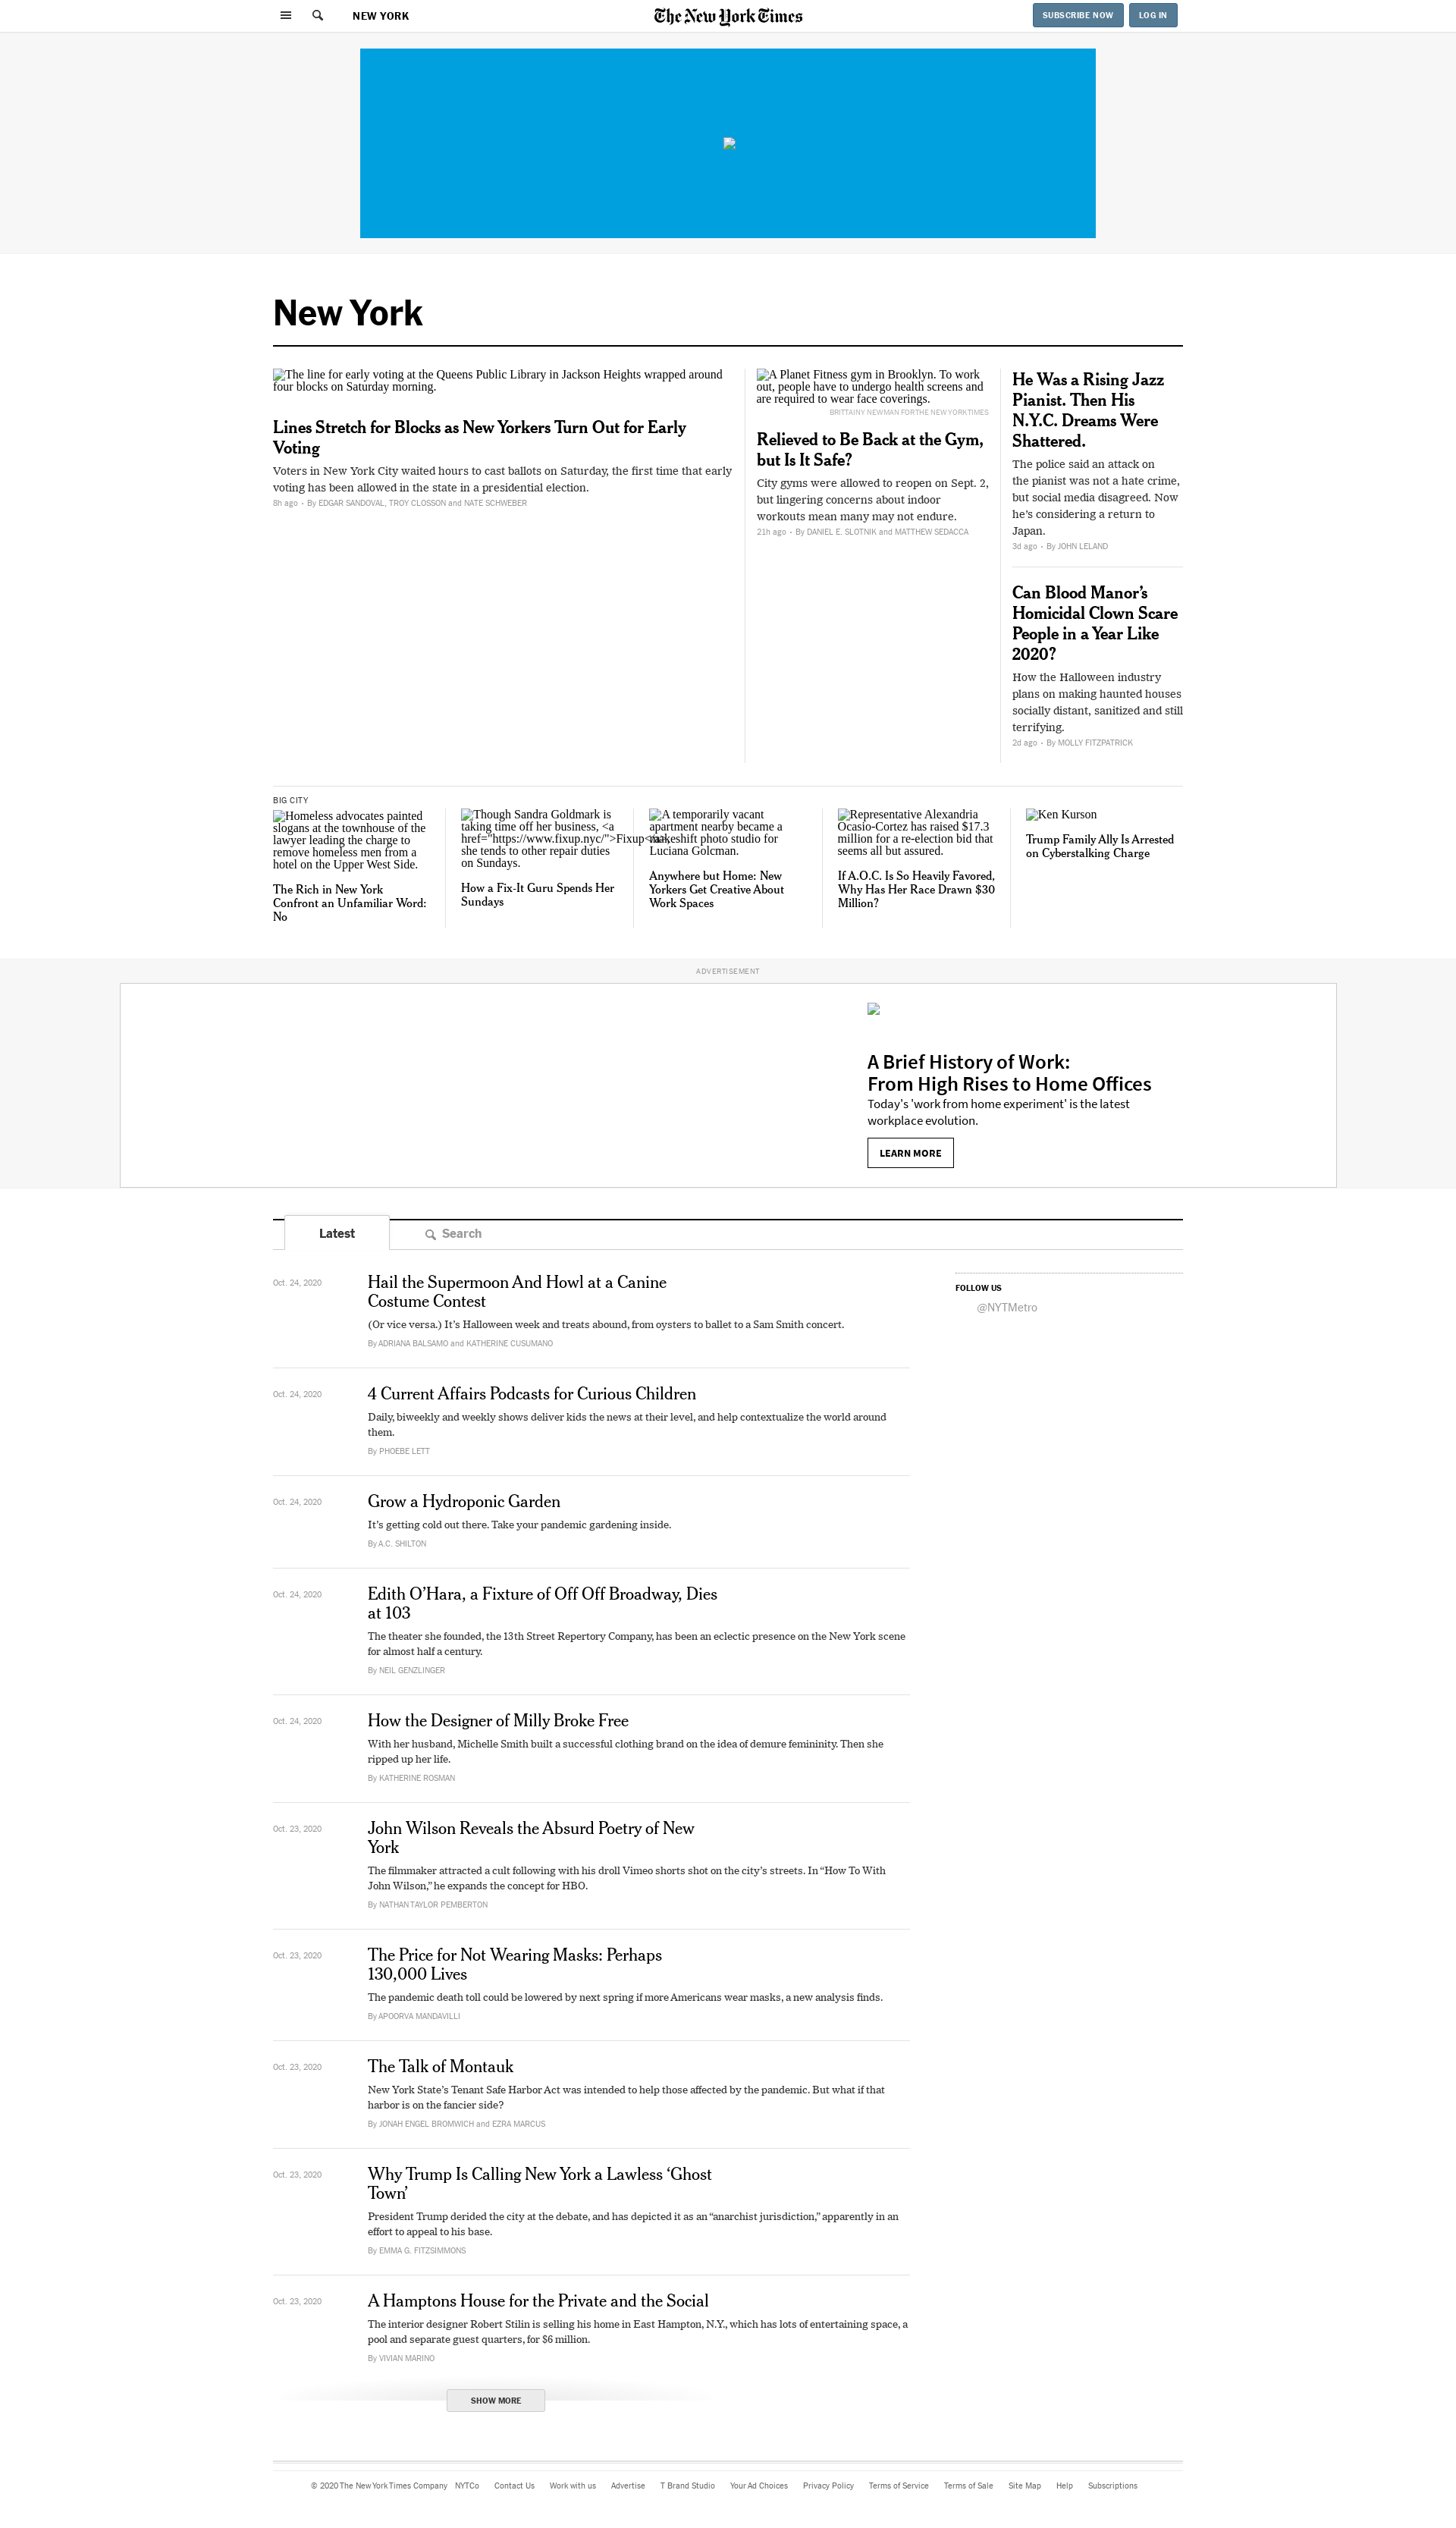 NEW YORK
The New York Times
SUBSCRIBE NOW
LOG IN
New York
The line for early voting at the Queens Public Library in Jackson Heights wrapped around
four blocks on Saturday morning.
Lines Stretch for Blocks as New Yorkers Turn Out for Early
Voting
Voters in New York City waited hours to cast ballots on Saturday, the first time that early
voting has been allowed in the state in a presidential election.
8h ago • By EDGAR SANDOVAL, TROY CLOSSON and NATE SCHWEBER
A Planet Fitness gym in Brooklyn. To work
out, people have to undergo health screens and
are required to wear face coverings.
BRITTAINY NEWMAN FOR THE NEW YORK TIMES
Relieved to Be Back at the Gym,
but Is It Safe?
City gyms were allowed to reopen on Sept. 2,
but lingering concerns about indoor
workouts mean many may not endure.
21h ago • By DANIEL E. SLOTNIK and MATTHEW SEDACCA
He Was a Rising Jazz
Pianist. Then His
N.Y.C. Dreams Were
Shattered.
The police said an attack on
the pianist was not a hate crime,
but social media disagreed. Now
he’s considering a return to
Japan.
3d ago • By JOHN LELAND
Can Blood Manor’s
Homicidal Clown Scare
People in a Year Like
2020?
How the Halloween industry
plans on making haunted houses
socially distant, sanitized and still
terrifying.
2d ago • By MOLLY FITZPATRICK
BIG CITY
Homeless advocates painted
slogans at the townhouse of the
lawyer leading the charge to
remove homeless men from a
hotel on the Upper West Side.
The Rich in New York
Confront an Unfamiliar Word:
No
Though Sandra Goldmark is
taking time off her business, <a
href="https://www.fixup.nyc/">Fixup</a>,
she tends to other repair duties
on Sundays.
How a Fix-It Guru Spends Her
Sundays
A temporarily vacant
apartment nearby became a
makeshift photo studio for
Luciana Golcman.
Anywhere but Home: New
Yorkers Get Creative About
Work Spaces
Representative Alexandria
Ocasio-Cortez has raised $17.3
million for a re-election bid that
seems all but assured.
If A.O.C. Is So Heavily Favored,
Why Has Her Race Drawn $30
Million?
Ken Kurson
Trump Family Ally Is Arrested
on Cyberstalking Charge
ADVERTISEMENT
A Brief History of Work:
From High Rises to Home Offices
Today's 'work from home experiment' is the latest
workplace evolution.
LEARN MORE
Latest
Search
Oct. 24, 2020
Hail the Supermoon And Howl at a Canine
Costume Contest
(Or vice versa.) It’s Halloween week and treats abound, from oysters to ballet to a Sam Smith concert.
By ADRIANA BALSAMO and KATHERINE CUSUMANO
FOLLOW US
@NYTMetro
Oct. 24, 2020
4 Current Affairs Podcasts for Curious Children
Daily, biweekly and weekly shows deliver kids the news at their level, and help contextualize the world around
them.
By PHOEBE LETT
Oct. 24, 2020
Grow a Hydroponic Garden
It’s getting cold out there. Take your pandemic gardening inside.
By A.C. SHILTON
Oct. 24, 2020
Edith O’Hara, a Fixture of Off Off Broadway, Dies
at 103
The theater she founded, the 13th Street Repertory Company, has been an eclectic presence on the New York scene
for almost half a century.
By NEIL GENZLINGER
Oct. 24, 2020
How the Designer of Milly Broke Free
With her husband, Michelle Smith built a successful clothing brand on the idea of demure femininity. Then she
ripped up her life.
By KATHERINE ROSMAN
Oct. 23, 2020
John Wilson Reveals the Absurd Poetry of New
York
The filmmaker attracted a cult following with his droll Vimeo shorts shot on the city’s streets. In “How To With
John Wilson,” he expands the concept for HBO.
By NATHAN TAYLOR PEMBERTON
Oct. 23, 2020
The Price for Not Wearing Masks: Perhaps
130,000 Lives
The pandemic death toll could be lowered by next spring if more Americans wear masks, a new analysis finds.
By APOORVA MANDAVILLI
Oct. 23, 2020
The Talk of Montauk
New York State’s Tenant Safe Harbor Act was intended to help those affected by the pandemic. But what if that
harbor is on the fancier side?
By JONAH ENGEL BROMWICH and EZRA MARCUS
Oct. 23, 2020
Why Trump Is Calling New York a Lawless ‘Ghost
Town’
President Trump derided the city at the debate, and has depicted it as an “anarchist jurisdiction,” apparently in an
effort to appeal to his base.
By EMMA G. FITZSIMMONS
Oct. 23, 2020
A Hamptons House for the Private and the Social
The interior designer Robert Stilin is selling his home in East Hampton, N.Y., which has lots of entertaining space, a
pool and separate guest quarters, for $6 million.
By VIVIAN MARINO
SHOW MORE
© 2020 The New York Times Company NYTCo Contact Us Work with us Advertise T Brand Studio Your Ad Choices Privacy Policy Terms of Service Terms of Sale Site Map Help Subscriptions